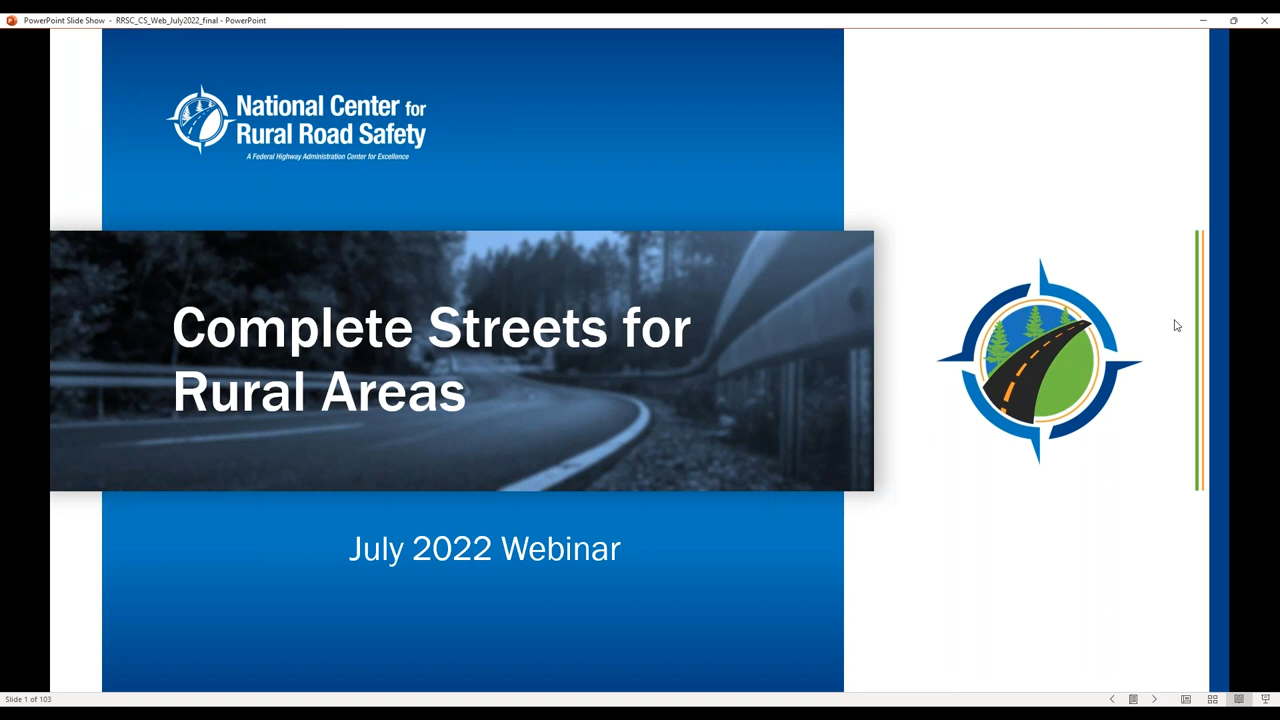 PowerPoint Slide Show - RRSC_CS_Web_July2022_final - PowerPoint
National Center for
Rural Road Safety
A Federal Highway Administration Center for Excellence
Complete Streets for
Rural Areas
July 2022 Webinar
Slide 1 of 103